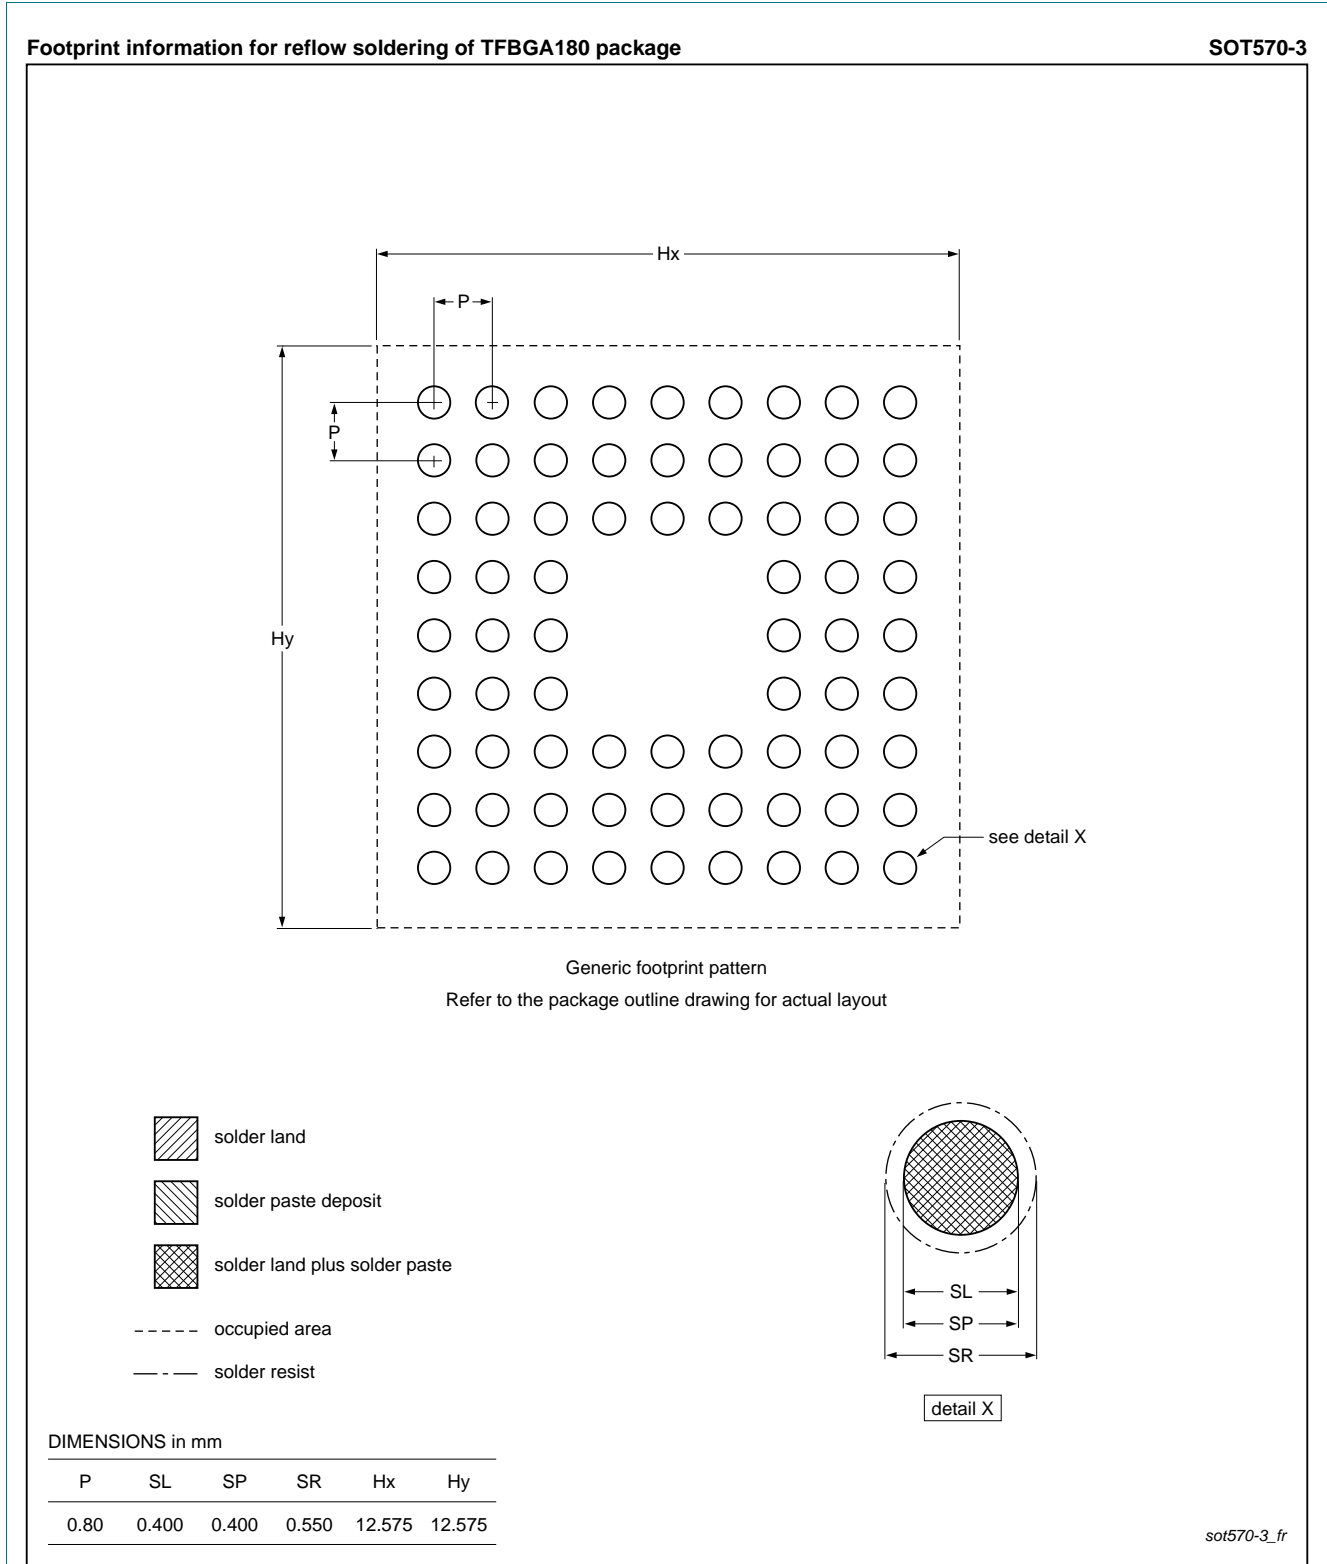 Footprint information for reflow soldering of TFBGA180 package SOT570-3
Hx
P
P
Hy
see detail X
Generic footprint pattern
Refer to the package outline drawing for actual layout
solder land
solder paste deposit
solder land plus solder paste
occupied area
solder resist
SL
SP
SR
detail X
DIMENSIONS in mm
P SL SP SR Hx Hy
0.80 0.400 0.400 0.550 12.575 12.575
sot570-3_fr